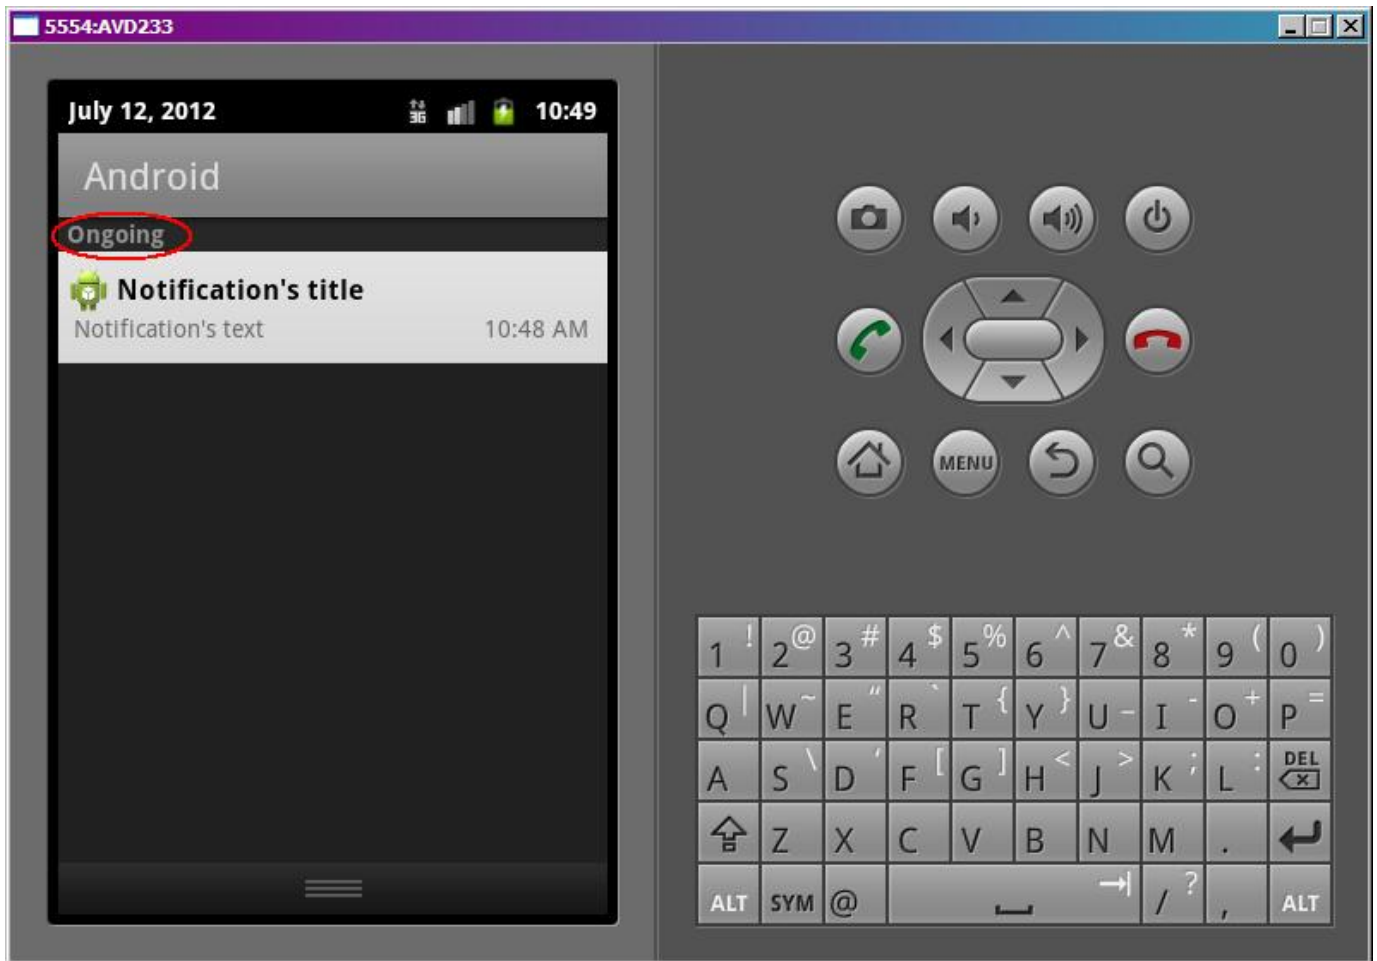 5554:AVD233
July 12, 2012 3G 10:49
Android
Ongoing
Notification's title
Notification's text 10:48 AM
MENU
1 ! 2 @ 3 # 4 $ 5 % 6 ^ 7 & 8 * 9 ( 0 )
Q | W ~ E “ R ` T { Y } U _ I - O + P =
A S \ D ‘ F [ G ] H < J > K ; L : DEL
Z X C V B N M .
ALT SYM @ / ? , ALT